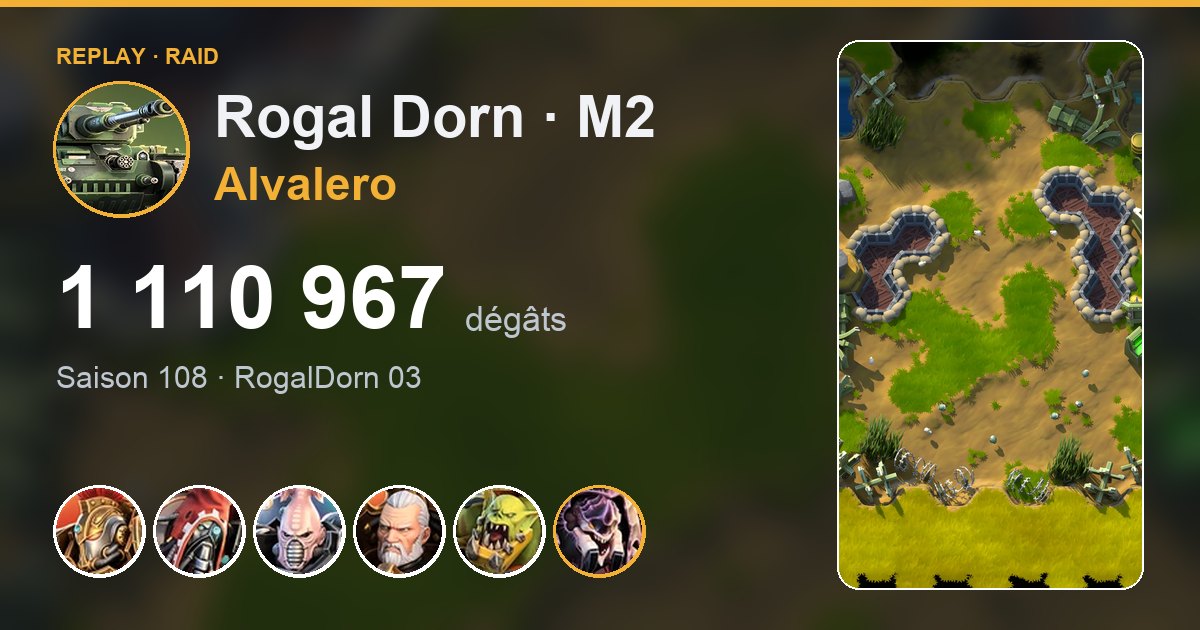 REPLAY · RAID
Rogal Dorn · M2
Alvalero
1 110 967 dégâts
Saison 108 · RogalDorn 03